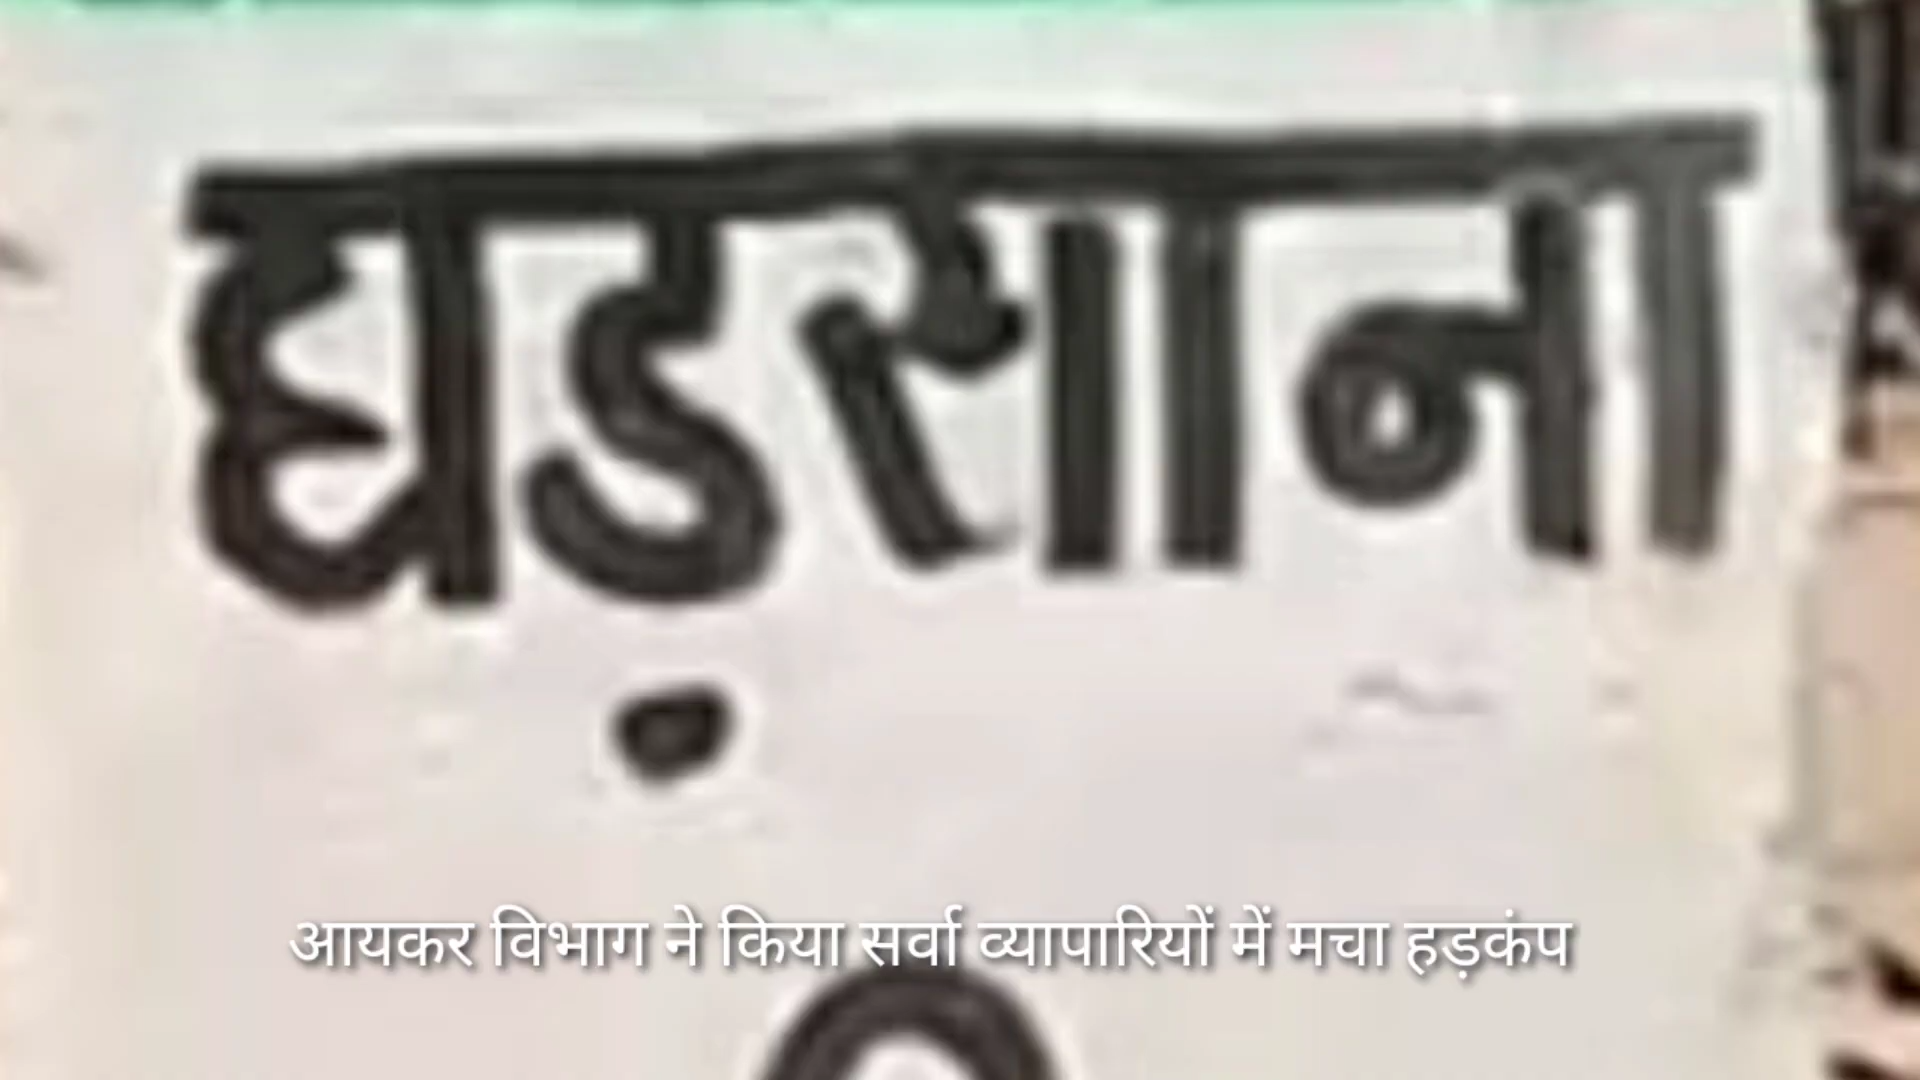 घड़साना
आयकर विभाग ने किया सर्वा व्यापारियों में मचा हड़कंप